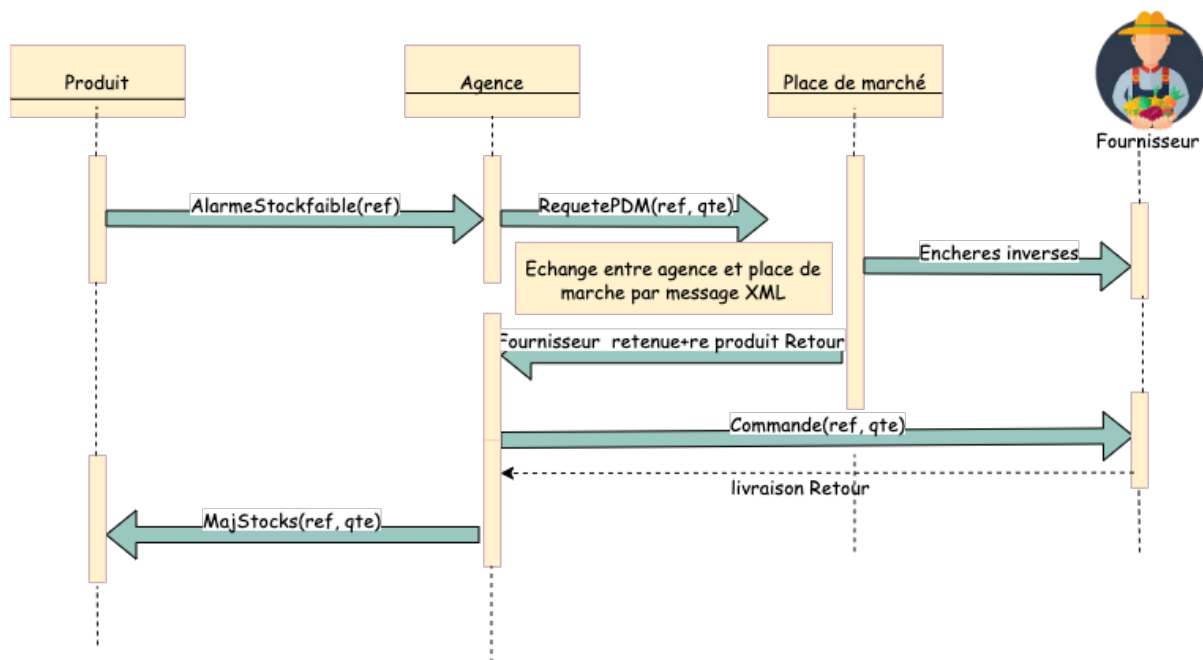 Produit
Agence
Place de marché
Fournisseur
AlarmeStockfaible(ref)
RequetePDM(ref, qte)
Encheres inverses
Echange entre agence et place de
marche par message XML
Fournisseur retenue+re produit Retour
Commande(ref, qte)
livraison Retour
MajStocks(ref, qte)